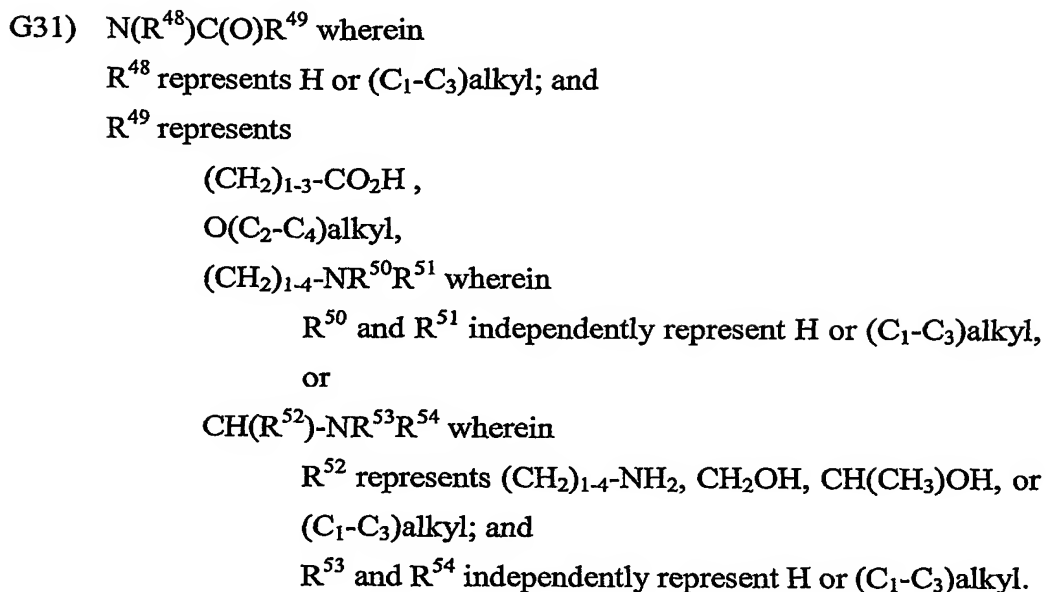 G31) N(R⁴⁸)C(O)R⁴⁹ wherein
R⁴⁸ represents H or (C₁-C₃)alkyl; and
R⁴⁹ represents
(CH₂)₁₋₃-CO₂H ,
O(C₂-C₄)alkyl,
(CH₂)₁₋₄-NR⁵⁰R⁵¹ wherein
R⁵⁰ and R⁵¹ independently represent H or (C₁-C₃)alkyl,
or
CH(R⁵²)-NR⁵³R⁵⁴ wherein
R⁵² represents (CH₂)₁₋₄-NH₂, CH₂OH, CH(CH₃)OH, or
(C₁-C₃)alkyl; and
R⁵³ and R⁵⁴ independently represent H or (C₁-C₃)alkyl.